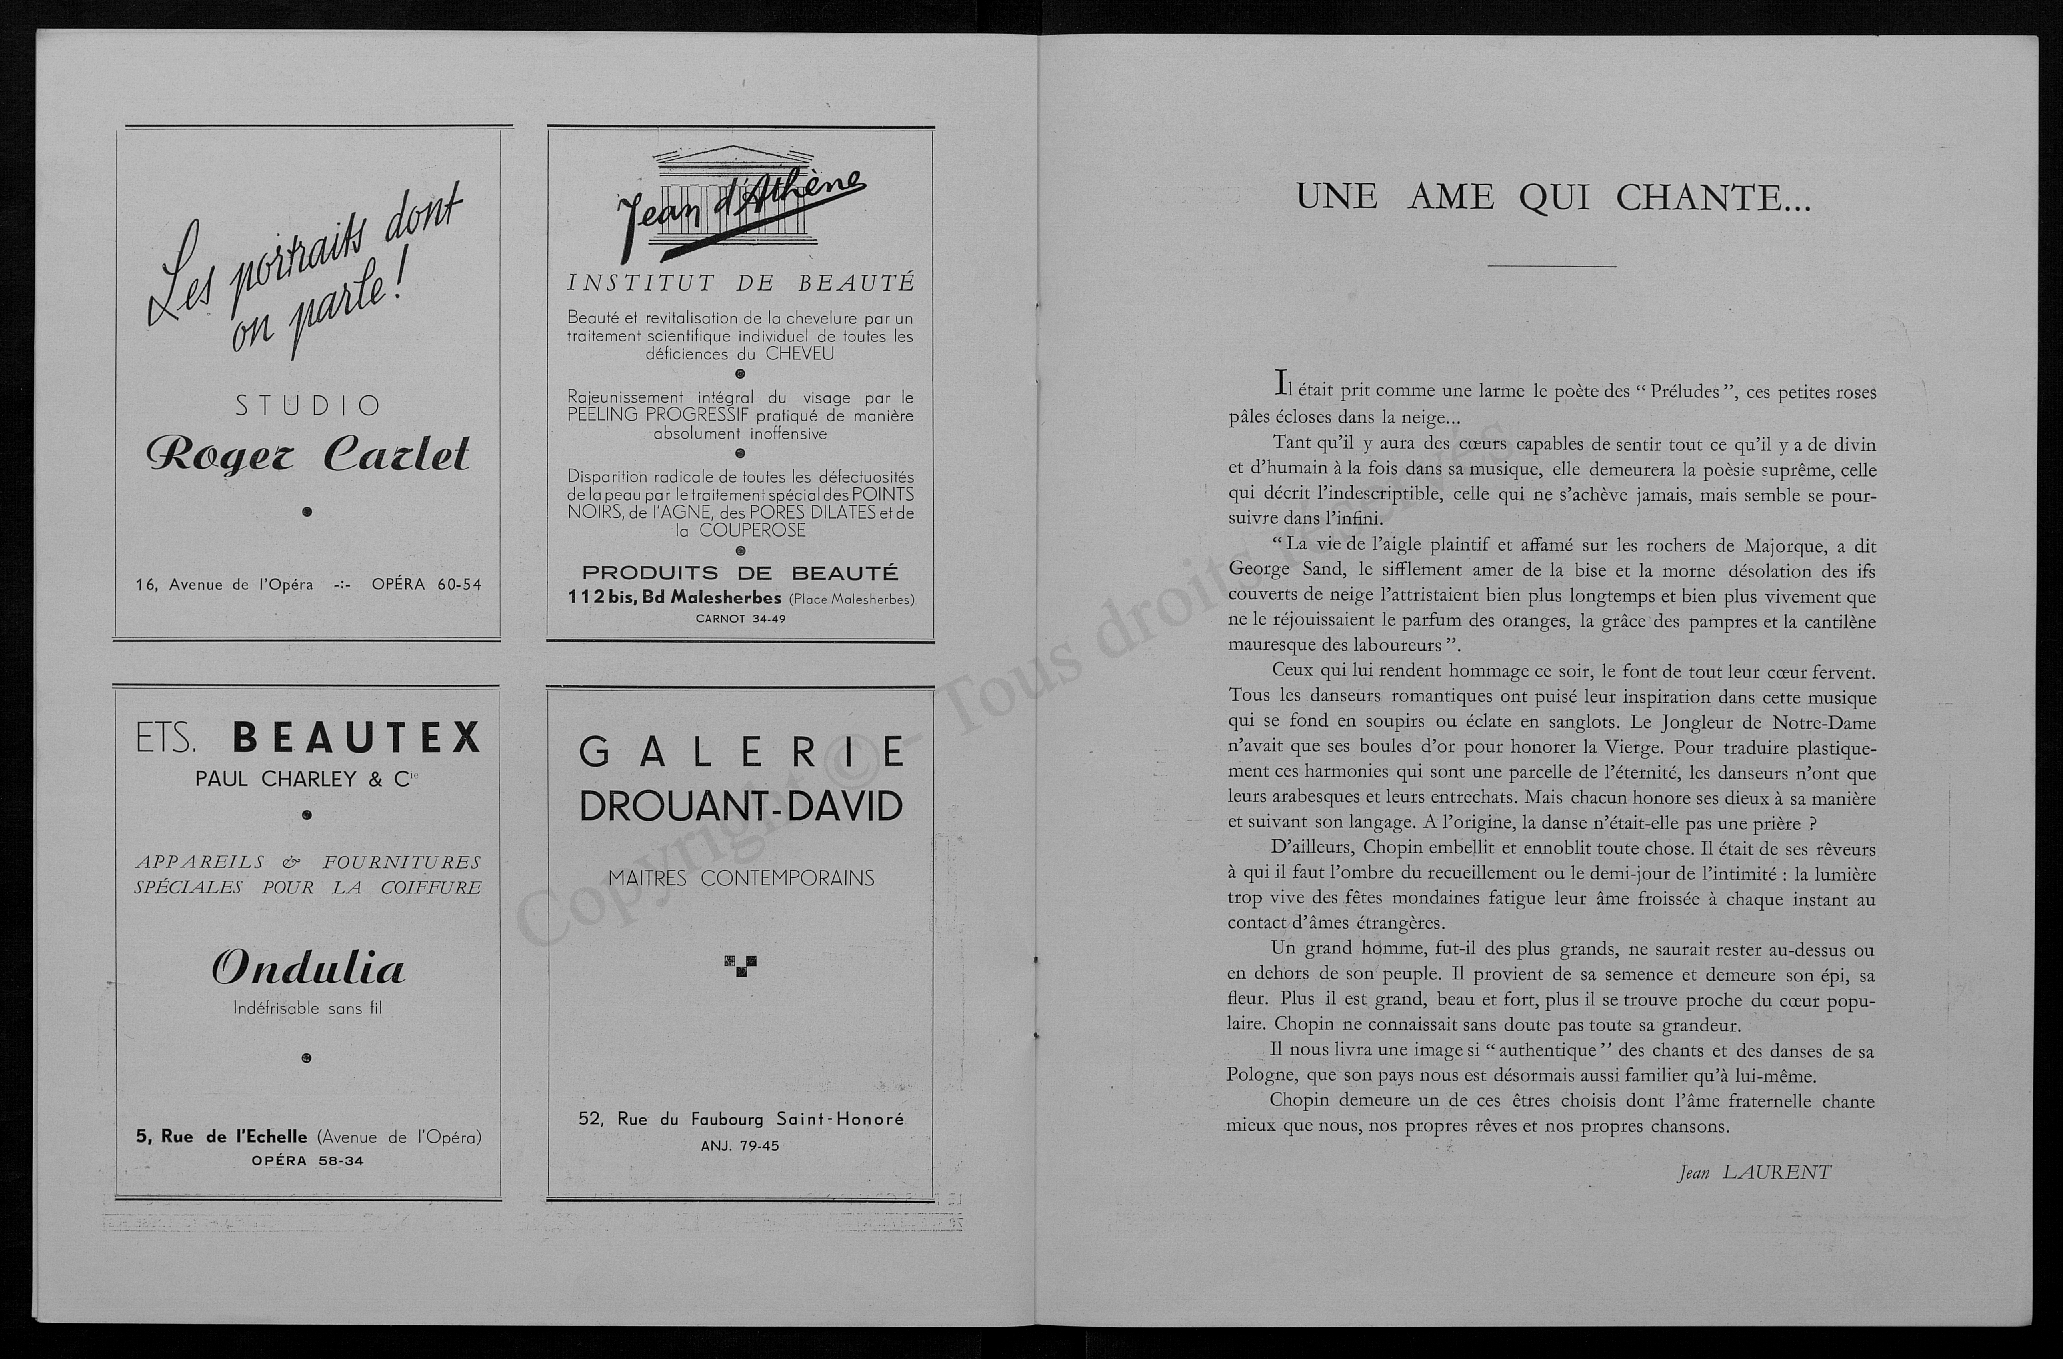 Les portraits dont
on parle !
STUDIO
Roger Carlet
16, Avenue de l'Opéra -:- OPÉRA 60-54
Jean d'Athène
INSTITUT DE BEAUTÉ
Beauté et revitalisation de la chevelure par un
traitement scientifique individuel de toutes les
déficiences du CHEVEU
Rajeunissement intégral du visage par le
PEELING PROGRESSIF pratiqué de manière
absolument inoffensive
Disparition radicale de toutes les défectuosités
de la peau par le traitement spécial des POINTS
NOIRS, de l'AGNE, des PORES DILATES et de
la COUPEROSE
PRODUITS DE BEAUTÉ
112 bis, Bd Malesherbes (Place Malesherbes)
CARNOT 34-49
ETS. BEAUTEX
PAUL CHARLEY & Cie
APPAREILS & FOURNITURES
SPÉCIALES POUR LA COIFFURE
Ondulia
Indéfrisable sans fil
5, Rue de l'Echelle (Avenue de l'Opéra)
OPÉRA 58-34
GALERIE
DROUANT-DAVID
MAITRES CONTEMPORAINS
52, Rue du Faubourg Saint-Honoré
ANJ. 79-45
UNE AME QUI CHANTE...
Il était prit comme une larme le poète des “ Préludes ”, ces petites roses
pâles écloses dans la neige...
Tant qu'il y aura des cœurs capables de sentir tout ce qu'il y a de divin
et d'humain à la fois dans sa musique, elle demeurera la poèsie suprême, celle
qui décrit l'indescriptible, celle qui ne s'achève jamais, mais semble se pour-
suivre dans l'infini.
“ La vie de l'aigle plaintif et affamé sur les rochers de Majorque, a dit
George Sand, le sifflement amer de la bise et la morne désolation des ifs
couverts de neige l'attristaient bien plus longtemps et bien plus vivement que
ne le réjouissaient le parfum des oranges, la grâce des pampres et la cantilène
mauresque des laboureurs ”.
Ceux qui lui rendent hommage ce soir, le font de tout leur cœur fervent.
Tous les danseurs romantiques ont puisé leur inspiration dans cette musique
qui se fond en soupirs ou éclate en sanglots. Le Jongleur de Notre-Dame
n'avait que ses boules d'or pour honorer la Vierge. Pour traduire plastique-
ment ces harmonies qui sont une parcelle de l'éternité, les danseurs n'ont que
leurs arabesques et leurs entrechats. Mais chacun honore ses dieux à sa manière
et suivant son langage. A l'origine, la danse n'était-elle pas une prière ?
D'ailleurs, Chopin embellit et ennoblit toute chose. Il était de ses rêveurs
à qui il faut l'ombre du recueillement ou le demi-jour de l'intimité : la lumière
trop vive des fêtes mondaines fatigue leur âme froissée à chaque instant au
contact d'âmes étrangères.
Un grand homme, fut-il des plus grands, ne saurait rester au-dessus ou
en dehors de son peuple. Il provient de sa semence et demeure son épi, sa
fleur. Plus il est grand, beau et fort, plus il se trouve proche du cœur popu-
laire. Chopin ne connaissait sans doute pas toute sa grandeur.
Il nous livra une image si “ authentique ” des chants et des danses de sa
Pologne, que son pays nous est désormais aussi familier qu'à lui-même.
Chopin demeure un de ces êtres choisis dont l'âme fraternelle chante
mieux que nous, nos propres rêves et nos propres chansons.
Jean LAURENT
Copyright © - Tous droits réservés